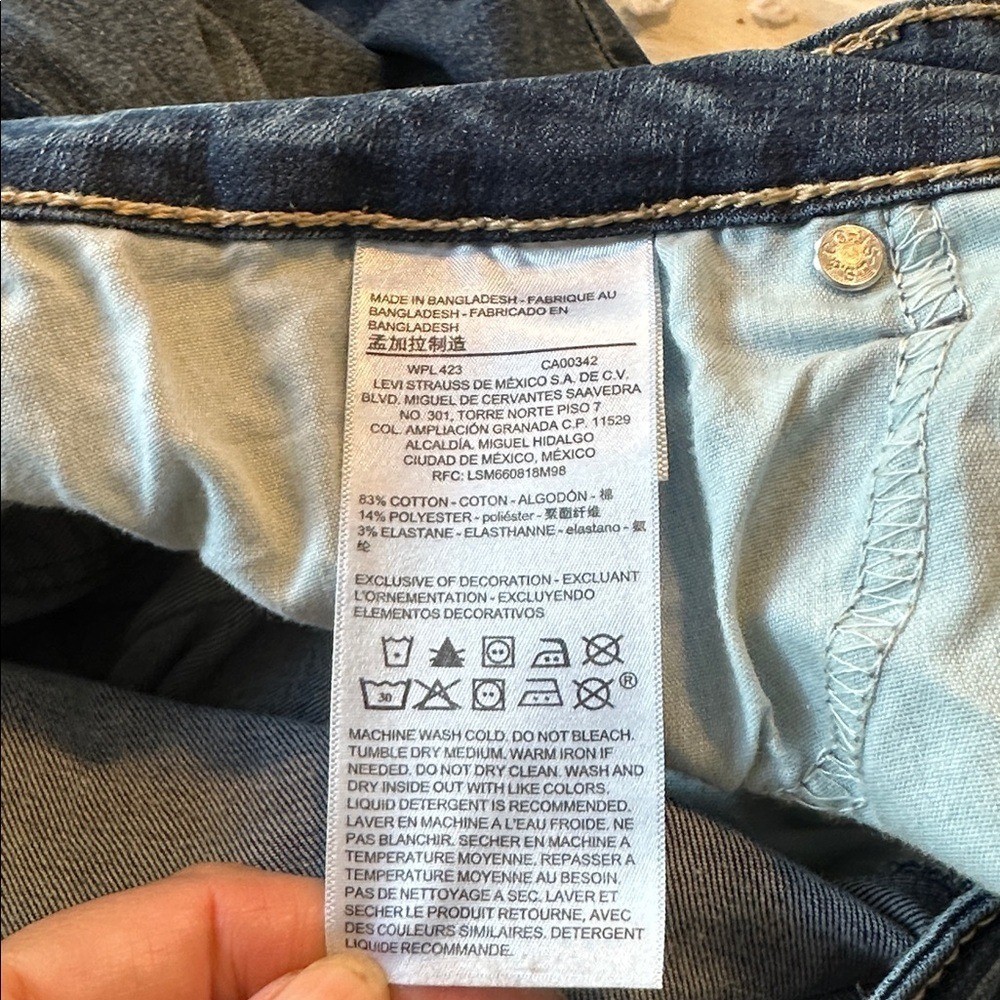 MADE IN BANGLADESH - FABRIQUE AU
BANGLADESH - FABRICADO EN
BANGLADESH
孟加拉制造
WPL 423 CA00342
LEVI STRAUSS DE MÉXICO S.A. DE C.V.
BLVD. MIGUEL DE CERVANTES SAAVEDRA
NO. 301, TORRE NORTE PISO 7
COL. AMPLIACIÓN GRANADA C.P. 11529
ALCALDÍA. MIGUEL HIDALGO
CIUDAD DE MÉXICO, MÉXICO
RFC: LSM660818M98
83% COTTON - COTON - ALGODÓN - 棉
14% POLYESTER - poliéster - 聚酯纤维
3% ELASTANE - ELASTHANNE - elastano - 氨
纶
EXCLUSIVE OF DECORATION - EXCLUANT
L'ORNEMENTATION - EXCLUYENDO
ELEMENTOS DECORATIVOS
30 ®
MACHINE WASH COLD. DO NOT BLEACH.
TUMBLE DRY MEDIUM. WARM IRON IF
NEEDED. DO NOT DRY CLEAN. WASH AND
DRY INSIDE OUT WITH LIKE COLORS.
LIQUID DETERGENT IS RECOMMENDED.
LAVER EN MACHINE A L'EAU FROIDE. NE
PAS BLANCHIR. SECHER EN MACHINE A
TEMPERATURE MOYENNE. REPASSER A
TEMPERATURE MOYENNE AU BESOIN.
PAS DE NETTOYAGE A SEC. LAVER ET
SECHER LE PRODUIT RETOURNE, AVEC
DES COULEURS SIMILAIRES. DETERGENT
LIQUIDE RECOMMANDE.